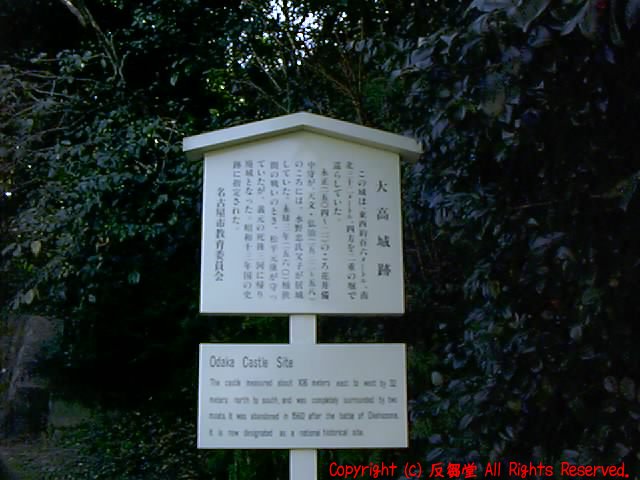 大高城跡
この城は、東西約百六メートル、南
北三十二メートル、四方を二重の堀で
巡らしていた。
永正(一五〇四〜二一)のころ花井備
中守が、天文・弘治(一五三二〜五八)
のころには、水野忠氏父子が居城
していた。永禄三年(一五六〇)桶狭
間の戦いのとき、松平元康が守っ
ていたが、義元の死後三河に帰り
廃城となった。昭和十三年国の史
跡に指定された。
名古屋市教育委員会
Odaka Castle Site
The castle measured about 106 meters east to west by 32
meters north to south, and was completely surrounded by two
moats. It was abandoned in 1560 after the battle of Okehazama.
It is now designated as a national historical site.
Copyright (c) 反御堂 All Rights Reserved.